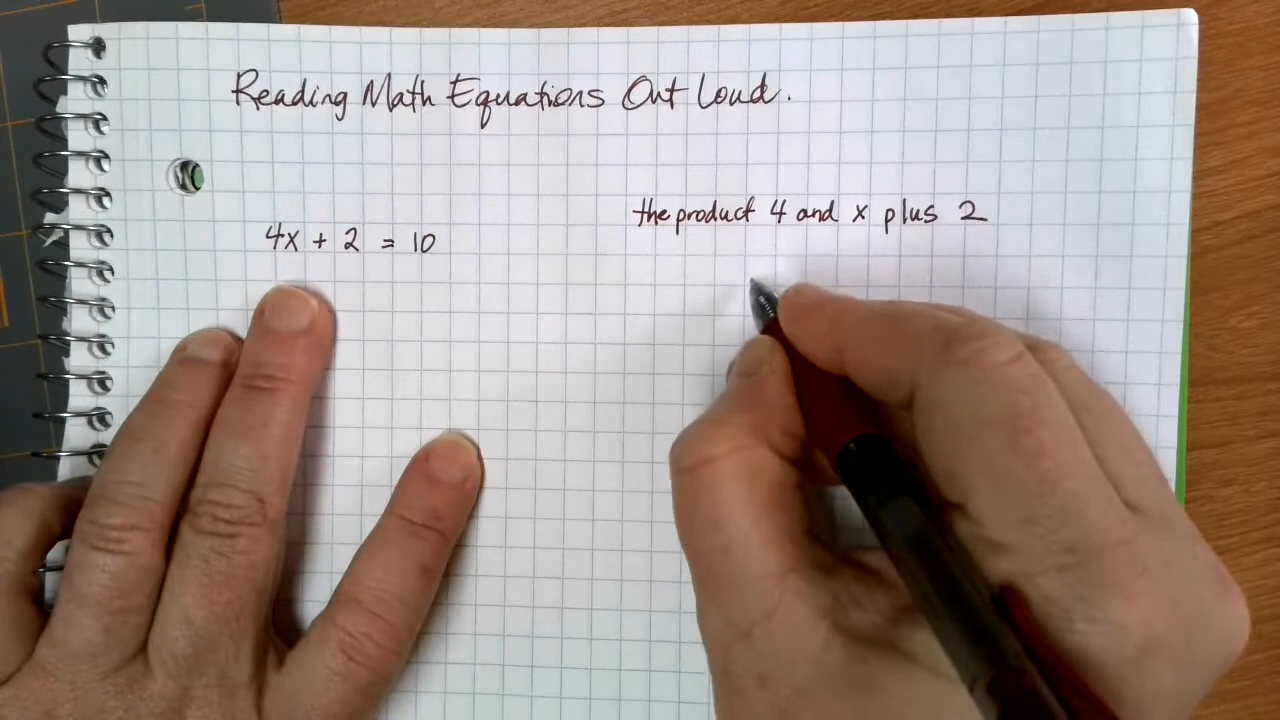 Reading Math Equations Out Loud.
the product 4 and x plus 2
4x + 2 = 10